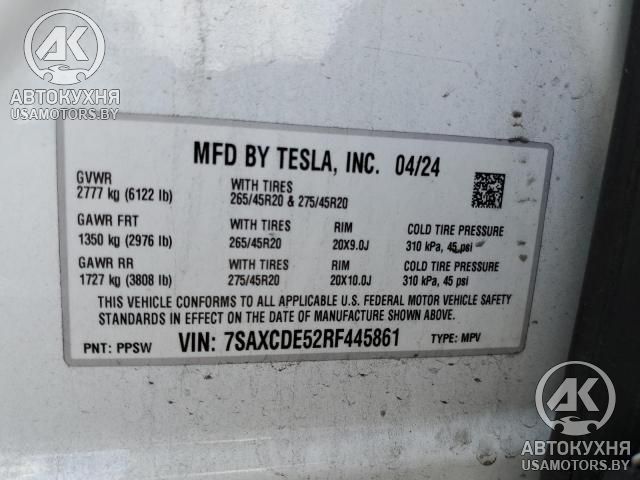 АК
АВТОКУХНЯ
USAMOTORS.BY
MFD BY TESLA, INC. 04/24
GVWR WITH TIRES
2777 kg (6122 lb) 265/45R20 & 275/45R20
GAWR FRT WITH TIRES RIM COLD TIRE PRESSURE
1350 kg (2976 lb) 265/45R20 20X9.0J 310 kPa, 45 psi
GAWR RR WITH TIRES RIM COLD TIRE PRESSURE
1727 kg (3808 lb) 275/45R20 20X10.0J 310 kPa, 45 psi
THIS VEHICLE CONFORMS TO ALL APPLICABLE U.S. FEDERAL MOTOR VEHICLE SAFETY
STANDARDS IN EFFECT ON THE DATE OF MANUFACTURE SHOWN ABOVE.
PNT: PPSW VIN: 7SAXCDE52RF445861 TYPE: MPV
АК
АВТОКУХНЯ
USAMOTORS.BY